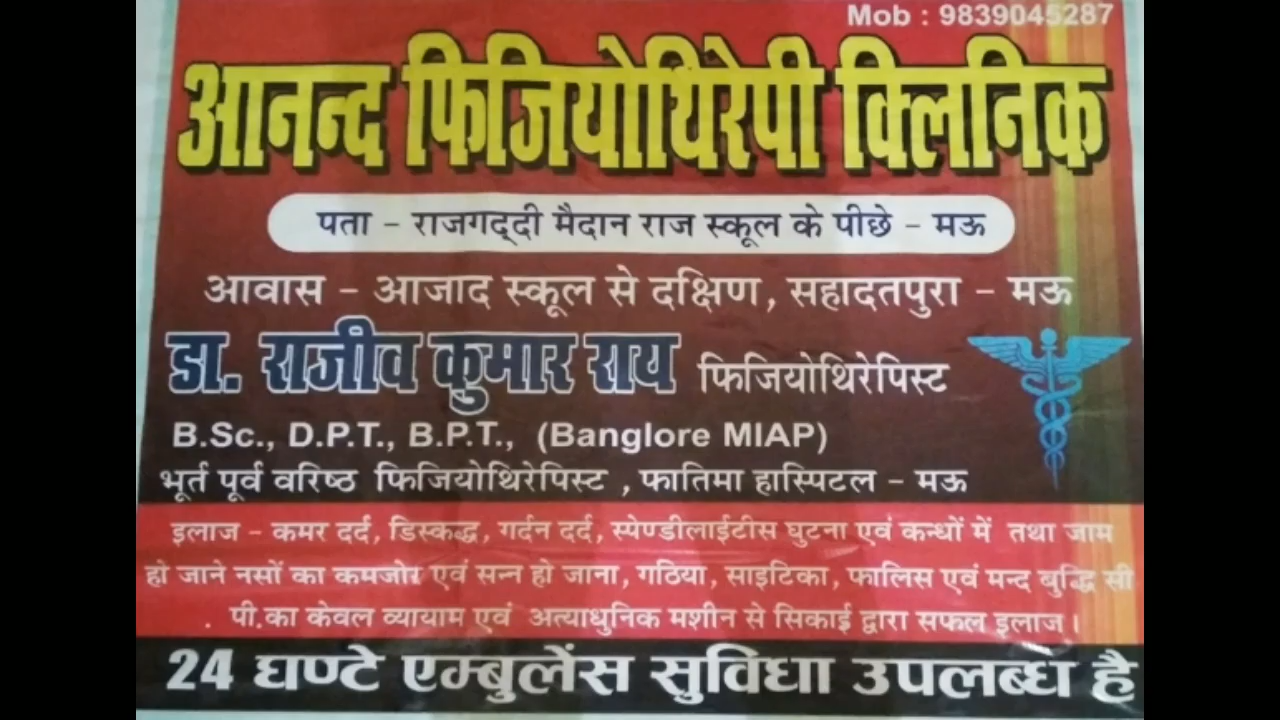 Mob : 9839045287
आनन्द फिजियोथिरेपी क्लिनिक
पता - राजगद्दी मैदान राज स्कूल के पीछे - मऊ
आवास - आजाद स्कूल से दक्षिण, सहादतपुरा - मऊ
डा. राजीव कुमार राय फिजियोथिरेपिस्ट
B.Sc., D.P.T., B.P.T., (Banglore MIAP)
भूर्त पूर्व वरिष्ठ फिजियोथिरेपिस्ट , फातिमा हास्पिटल - मऊ
इलाज - कमर दर्द, डिस्कद्ध, गर्दन दर्द, स्पेण्डीलाईटीस घुटना एवं कन्धों में तथा जाम
हो जाने नसों का कमजोर एवं सन्न हो जाना, गठिया, साइटिका, फालिस एवं मन्द बुद्धि सी
. पी.का केवल व्यायाम एवं अत्याधुनिक मशीन से सिकाई द्वारा सफल इलाज।
24 घण्टे एम्बुलेंस सुविधा उपलब्ध है